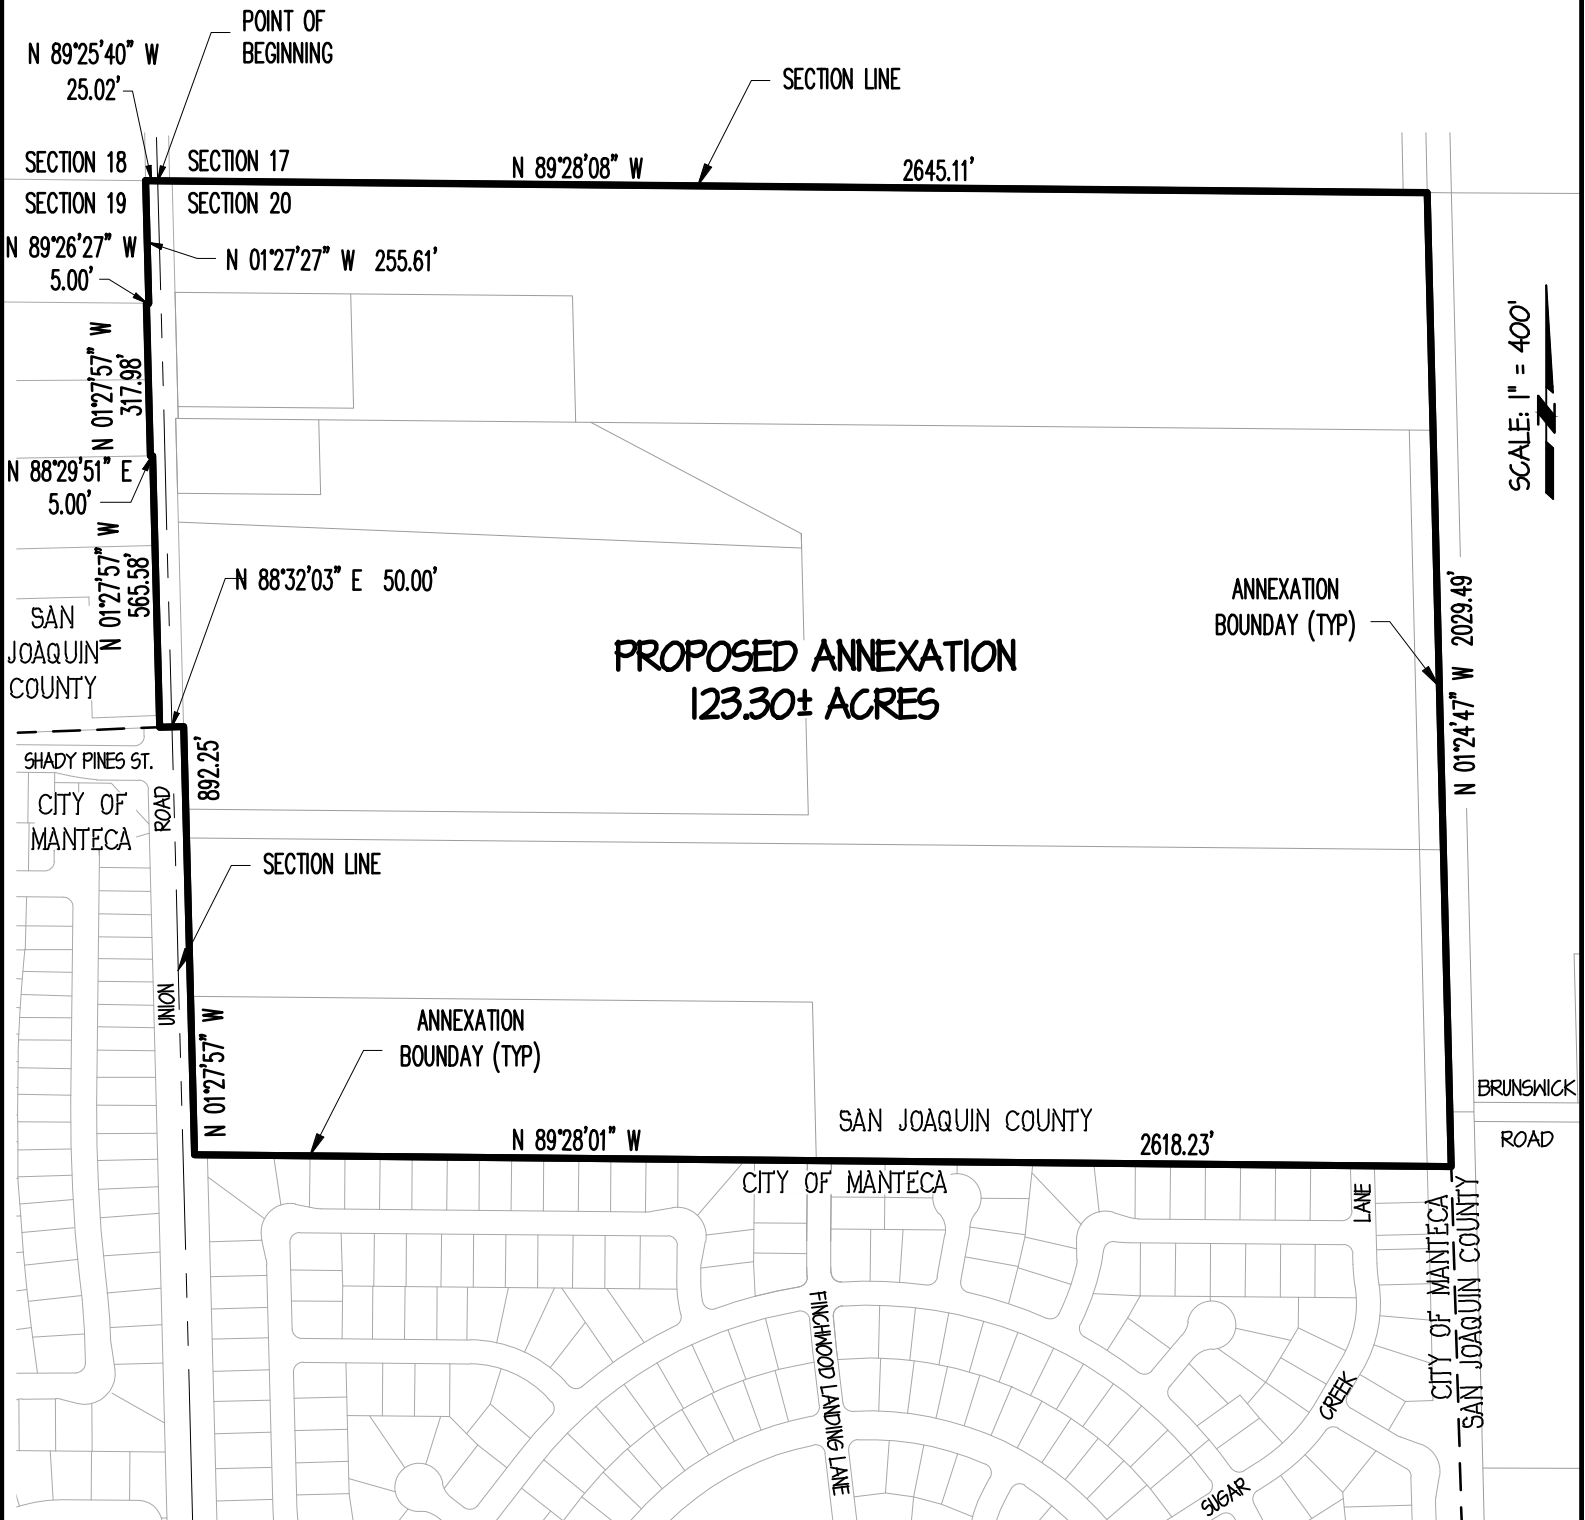 POINT OF
BEGINNING
N 89°25'40" W
25.02'
SECTION LINE
SECTION 18
SECTION 17
N 89°28'08" W
2645.11'
SECTION 19
SECTION 20
N 89°26'27" W
5.00'
N 01°27'27" W 255.61'
N 01°27'57" W
317.98'
SCALE: 1" = 400'
N 88°29'51" E
5.00'
N 01°27'57" W
565.58'
N 88°32'03" E 50.00'
ANNEXATION
BOUNDAY (TYP)
N 01°24'47" W 2029.49'
SAN
JOAQUIN
COUNTY
PROPOSED ANNEXATION
123.30± ACRES
SHADY PINES ST.
892.25'
CITY OF
MANTECA
ROAD
SECTION LINE
UNION
N 01°27'57" W
ANNEXATION
BOUNDAY (TYP)
BRUNSWICK
ROAD
SAN JOAQUIN COUNTY
N 89°28'01" W
2618.23'
CITY OF MANTECA
LANE
CITY OF MANTECA
SAN JOAQUIN COUNTY
FINCHWOOD LANDING LANE
CREEK
SUGAR